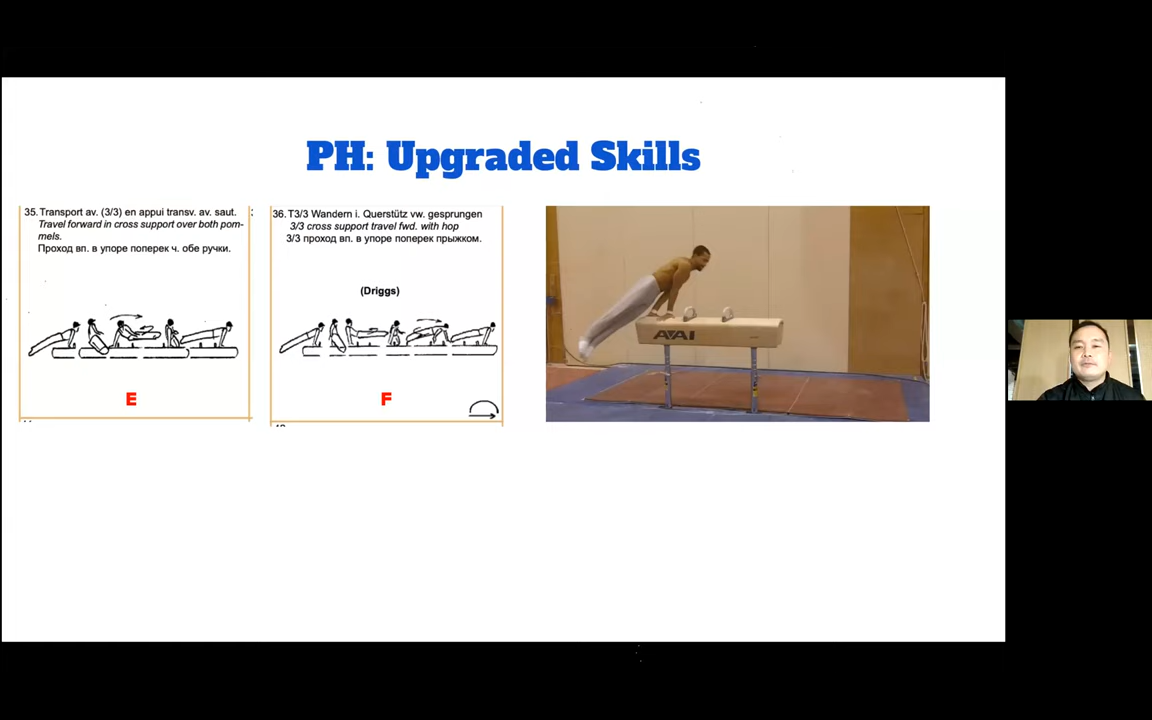 PH: Upgraded Skills
35. Transport av. (3/3) en appui transv. av. saut.
Travel forward in cross support over both pom-
mels.
Проход вп. в упоре поперек ч. обе ручки.
E
36. T3/3 Wandern i. Querstütz vw. gesprungen
3/3 cross support travel fwd. with hop
3/3 проход вп. в упоре поперек прыжком.
(Driggs)
F
AAI